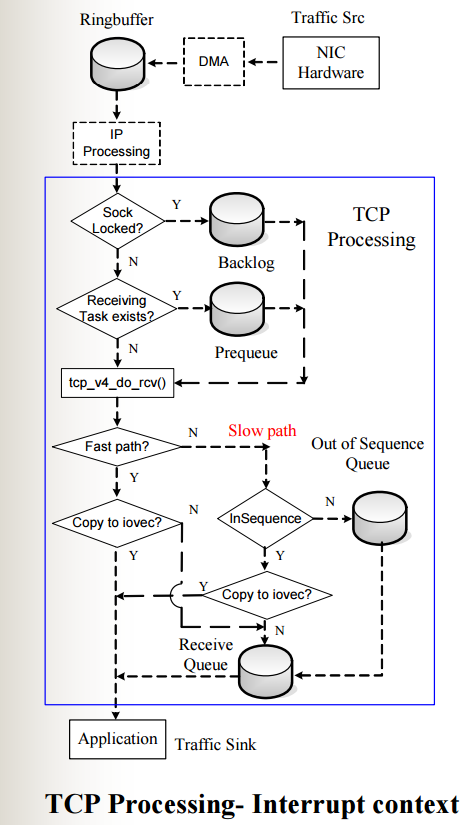 Ringbuffer
Traffic Src
DMA
NIC
Hardware
IP
Processing
Sock
Locked?
Y
TCP
Processing
Backlog
N
Receiving
Task exists?
Y
Prequeue
N
tcp_v4_do_rcv()
Fast path?
N
Slow path
Out of Sequence
Queue
Y
Copy to iovec?
N
InSequence
N
Y
Y
Y
Copy to iovec?
N
Receive
Queue
Application
Traffic Sink
TCP Processing- Interrupt context